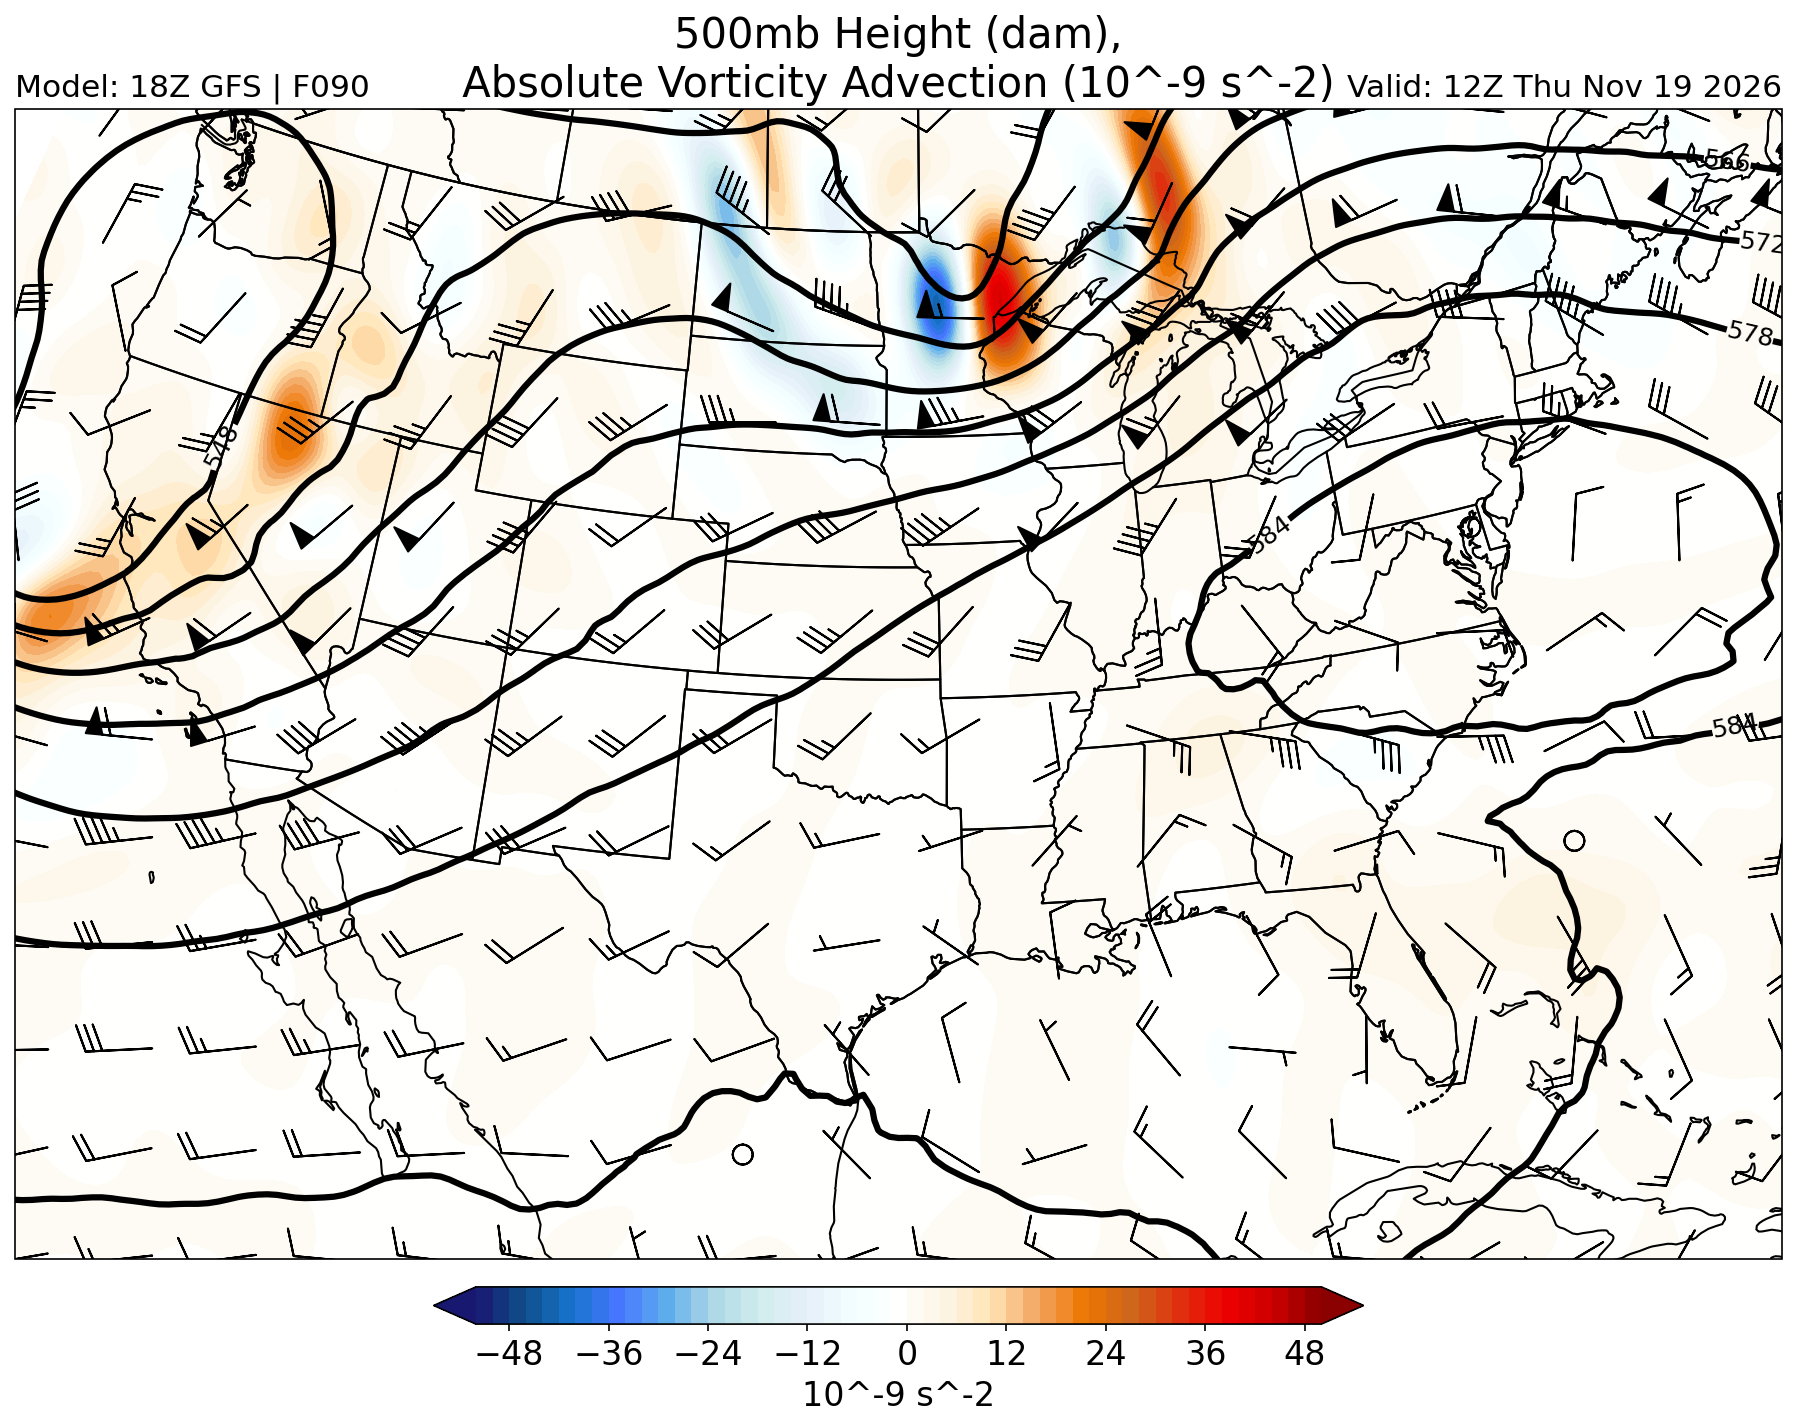 500mb Height (dam),
Model: 18Z GFS | F090
Absolute Vorticity Advection (10^-9 s^-2)
Valid: 12Z Thu Nov 19 2026
566
572
578
548
584
584
−48 −36 −24 −12 0 12 24 36 48
10^-9 s^-2